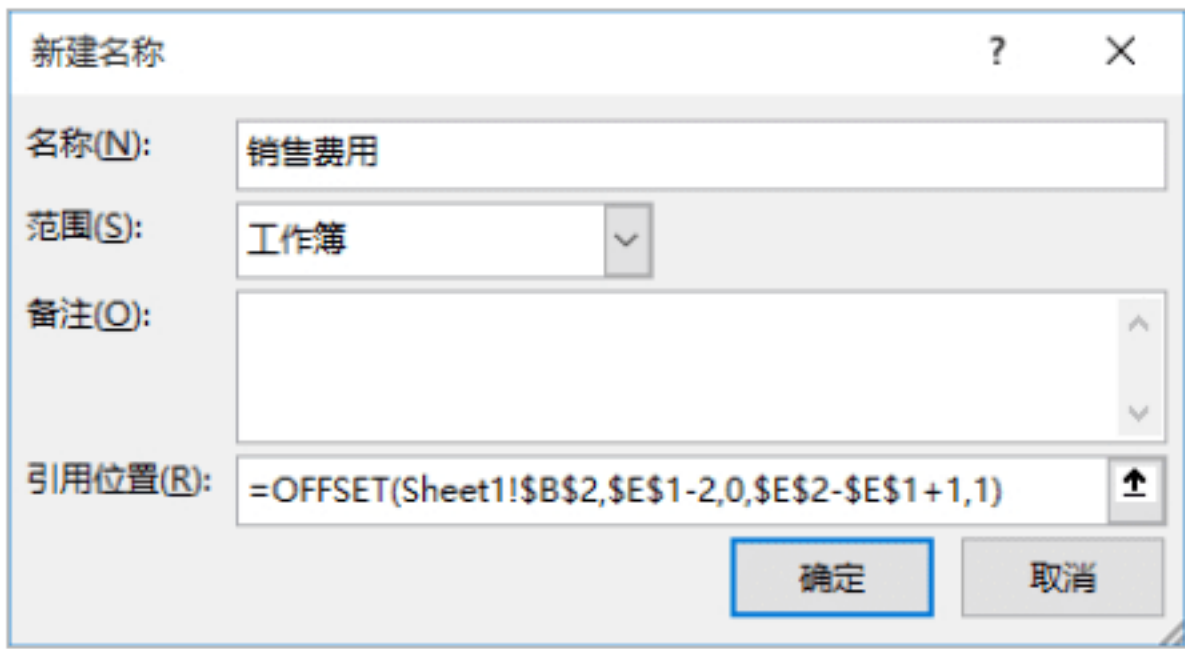 新建名称
名称(N):
销售费用
范围(S):
工作簿
备注(O):
引用位置(R):
=OFFSET(Sheet1!$B$2,$E$1-2,0,$E$2-$E$1+1,1)
确定
取消